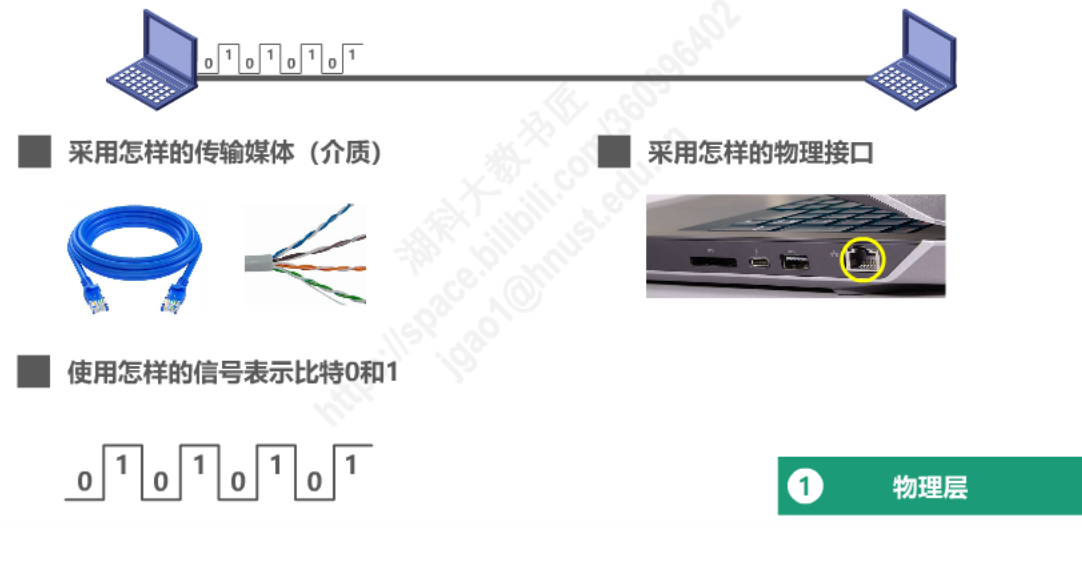 0 1 0 1 0 1 0 1
采用怎样的传输媒体（介质）
采用怎样的物理接口
使用怎样的信号表示比特0和1
0 1 0 1 0 1 0 1
1 物理层
湖科大教书匠
https://space.bilibili.com/360996402
jgao1@hnust.edu.cn